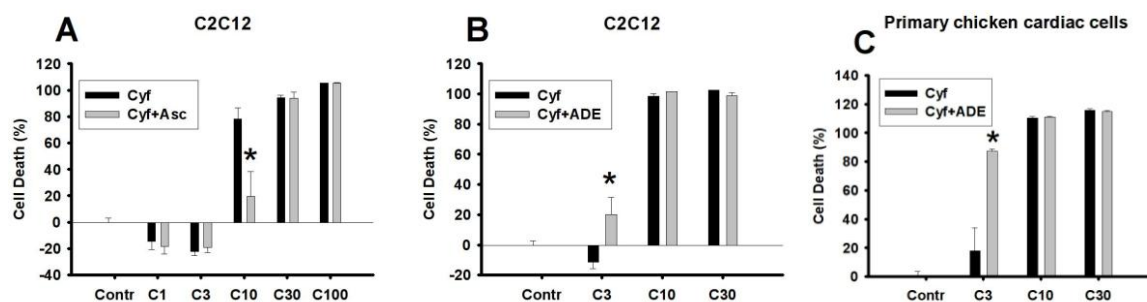 A
C2C12
Cell Death (%)
120
100
80
60
40
20
0
-20
-40
Cyf
Cyf+Asc
*
Contr C1 C3 C10 C30 C100
B
C2C12
Cell Death (%)
120
100
80
60
40
20
0
-20
Cyf
Cyf+ADE
*
Contr C3 C10 C30
Primary chicken cardiac cells
C
Cell Death (%)
140
120
100
80
60
40
20
0
Cyf
Cyf+ADE
*
Contr C3 C10 C30